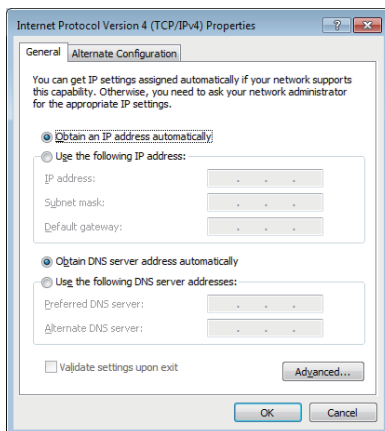 Internet Protocol Version 4 (TCP/IPv4) Properties
General
Alternate Configuration
You can get IP settings assigned automatically if your network supports
this capability. Otherwise, you need to ask your network administrator
for the appropriate IP settings.
Obtain an IP address automatically
Use the following IP address:
IP address:
Subnet mask:
Default gateway:
Obtain DNS server address automatically
Use the following DNS server addresses:
Preferred DNS server:
Alternate DNS server:
Validate settings upon exit
Advanced...
OK
Cancel